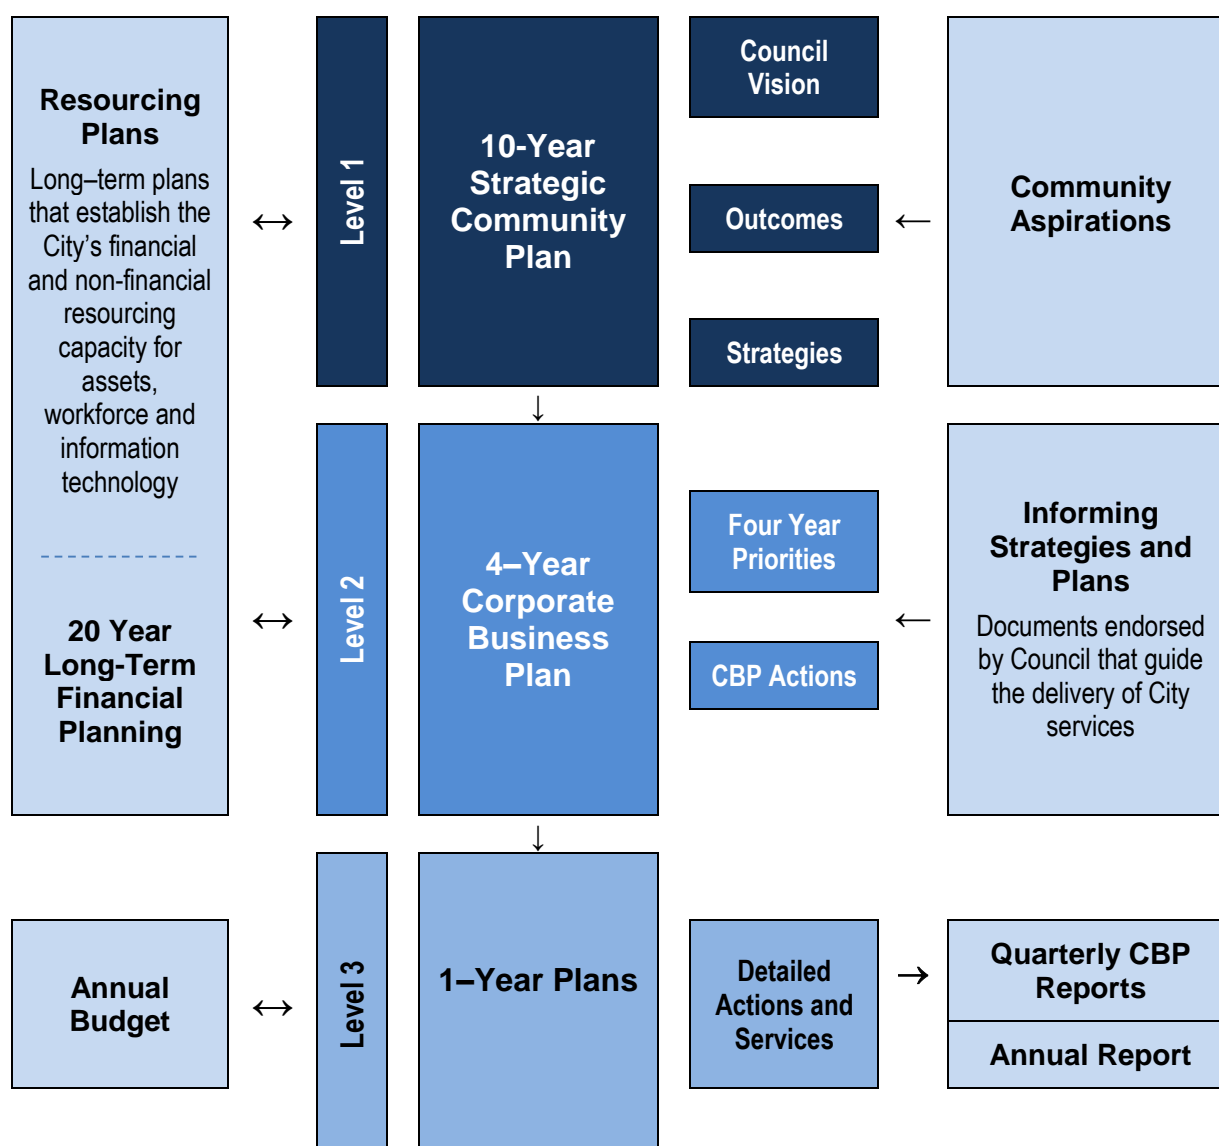 Resourcing
Plans
Long–term plans
that establish the
City’s financial
and non-financial
resourcing
capacity for
assets,
workforce and
information
technology
20 Year
Long-Term
Financial
Planning
↔
Level 1
10-Year
Strategic
Community
Plan
Council
Vision
Outcomes
Strategies
←
Community
Aspirations
↓
↔
Level 2
4–Year
Corporate
Business
Plan
Four Year
Priorities
CBP Actions
←
Informing
Strategies and
Plans
Documents endorsed
by Council that guide
the delivery of City
services
↓
Annual
Budget
↔
Level 3
1–Year Plans
Detailed
Actions and
Services
→
Quarterly CBP
Reports
Annual Report